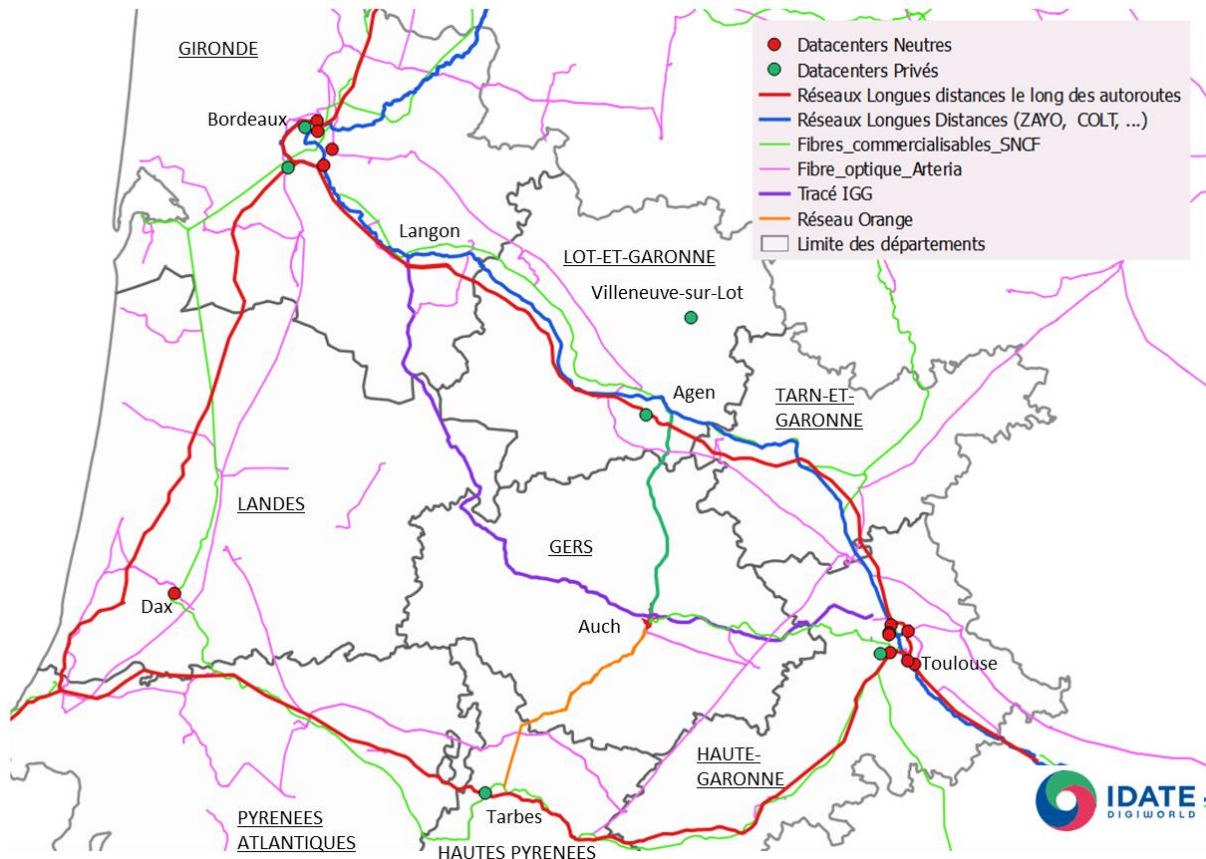 GIRONDE
Bordeaux
Datacenters Neutres
Datacenters Privés
Réseaux Longues distances le long des autoroutes
Réseaux Longues Distances (ZAYO, COLT, ...)
Fibres_commercialisables_SNCF
Fibre_optique_Arteria
Tracé IGG
Réseau Orange
Limite des départements
Langon
LOT-ET-GARONNE
Villeneuve-sur-Lot
Agen
TARN-ET-
GARONNE
LANDES
GERS
Dax
Auch
Toulouse
HAUTE-
GARONNE
Tarbes
PYRENEES
ATLANTIQUES
HAUTES PYRENEES
IDATE
DIGIWORLD